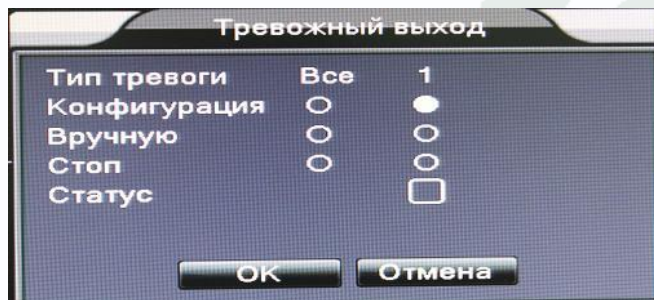 Тревожный выход
Тип тревоги Все 1
Конфигурация
Вручную
Стоп
Статус
OK Отмена